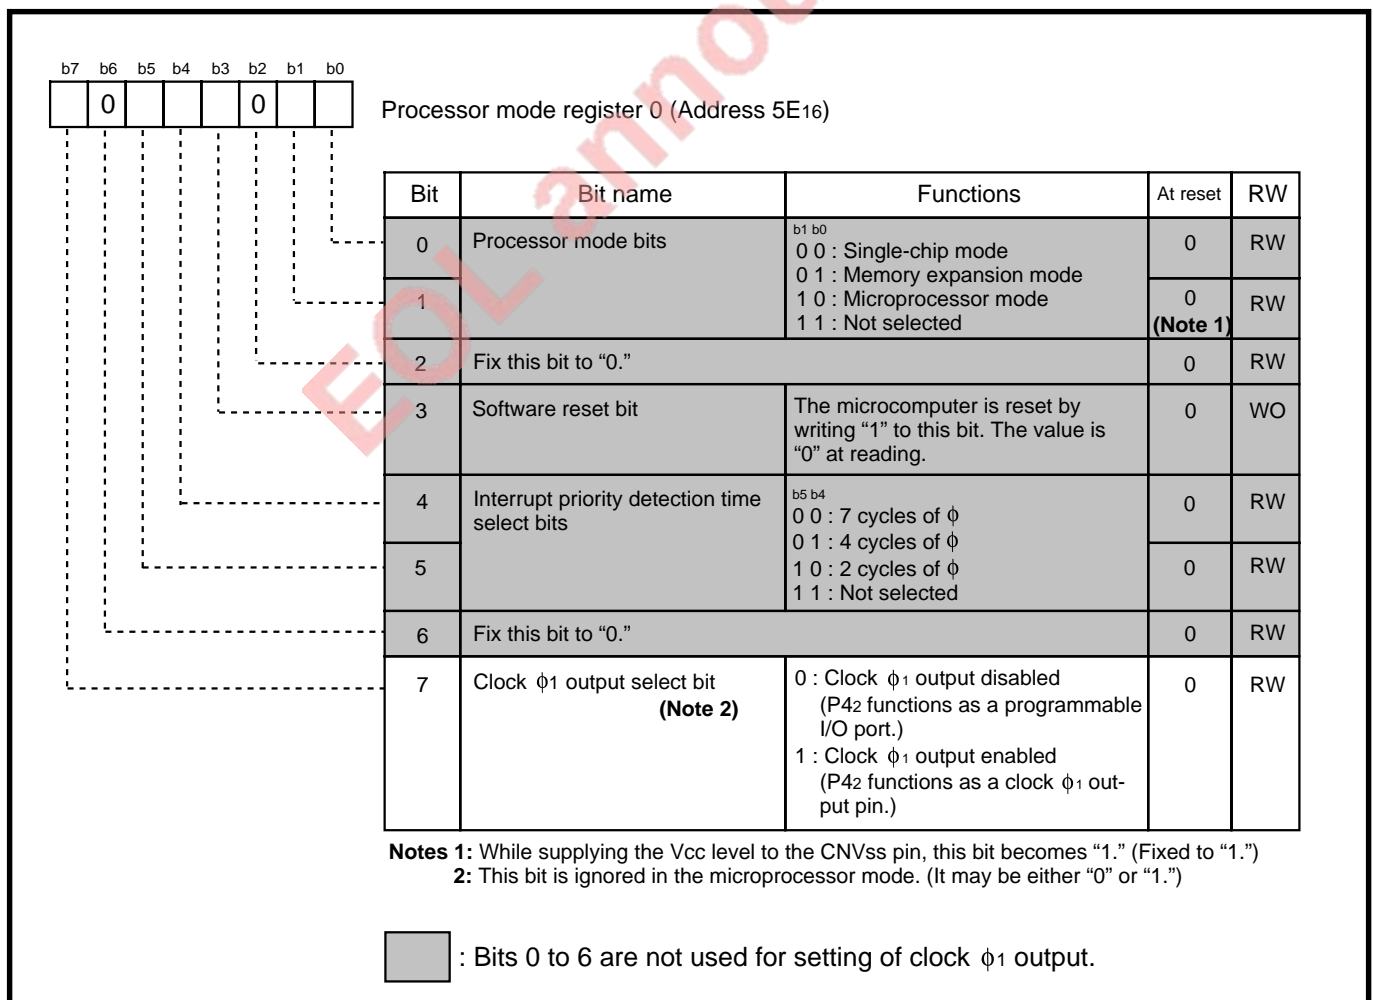 EOL annou
b7 b6 b5 b4 b3 b2 b1 b0
0 0
Processor mode register 0 (Address 5E16)
Bit Bit name Functions At reset RW
0 Processor mode bits b1 b0 0 RW
0 0 : Single-chip mode
0 1 : Memory expansion mode
1 1 0 : Microprocessor mode 0 RW
1 1 : Not selected (Note 1)
2 Fix this bit to “0.” 0 RW
3 Software reset bit The microcomputer is reset by 0 WO
writing “1” to this bit. The value is
“0” at reading.
4 Interrupt priority detection time b5 b4 0 RW
select bits 0 0 : 7 cycles of ϕ
0 1 : 4 cycles of ϕ
5 1 0 : 2 cycles of ϕ 0 RW
1 1 : Not selected
6 Fix this bit to “0.” 0 RW
7 Clock ϕ1 output select bit 0 : Clock ϕ1 output disabled 0 RW
(Note 2) (P42 functions as a programmable
I/O port.)
1 : Clock ϕ1 output enabled
(P42 functions as a clock ϕ1 out-
put pin.)
Notes 1: While supplying the Vcc level to the CNVss pin, this bit becomes “1.” (Fixed to “1.”)
2: This bit is ignored in the microprocessor mode. (It may be either “0” or “1.”)
: Bits 0 to 6 are not used for setting of clock ϕ1 output.